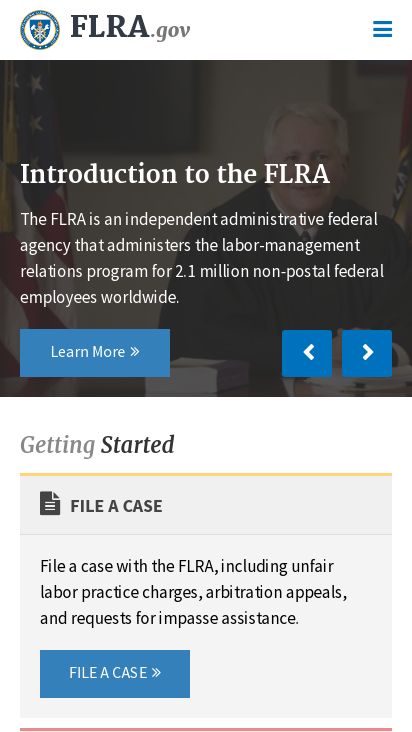 FLRA.gov
Introduction to the FLRA
The FLRA is an independent administrative federal
agency that administers the labor-management
relations program for 2.1 million non-postal federal
employees worldwide.
Learn More »
Getting Started
FILE A CASE
File a case with the FLRA, including unfair
labor practice charges, arbitration appeals,
and requests for impasse assistance.
FILE A CASE »